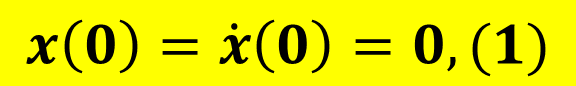 x(0) = ẋ(0) = 0, (1)